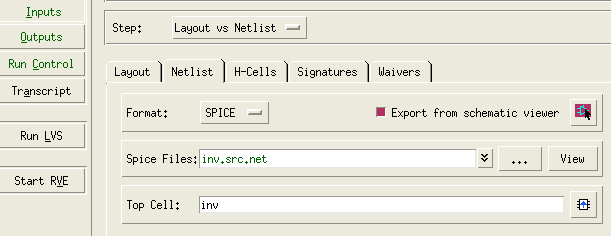 Inputs
Outputs
Run Control
Transcript
Run LVS
Start RVE
Step: Layout vs Netlist
Layout Netlist H-Cells Signatures Waivers
Format: SPICE Export from schematic viewer
Spice Files: inv.src.net ... View
Top Cell: inv